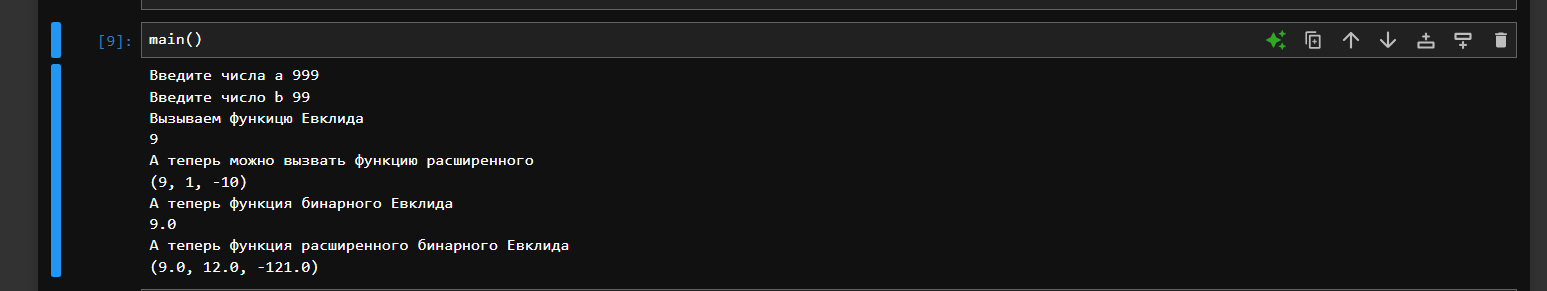 [9]: main()
Введите числа a 999
Введите число b 99
Вызываем функицю Евклида
9
А теперь можно вызвать функцию расширенного
(9, 1, -10)
А теперь функция бинарного Евклида
9.0
А теперь функция расширенного бинарного Евклида
(9.0, 12.0, -121.0)